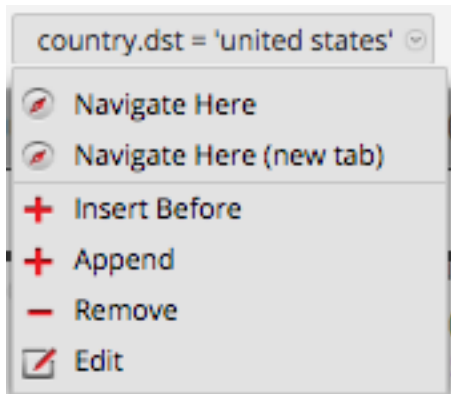 country.dst = 'united states'
Navigate Here
Navigate Here (new tab)
Insert Before
Append
Remove
Edit